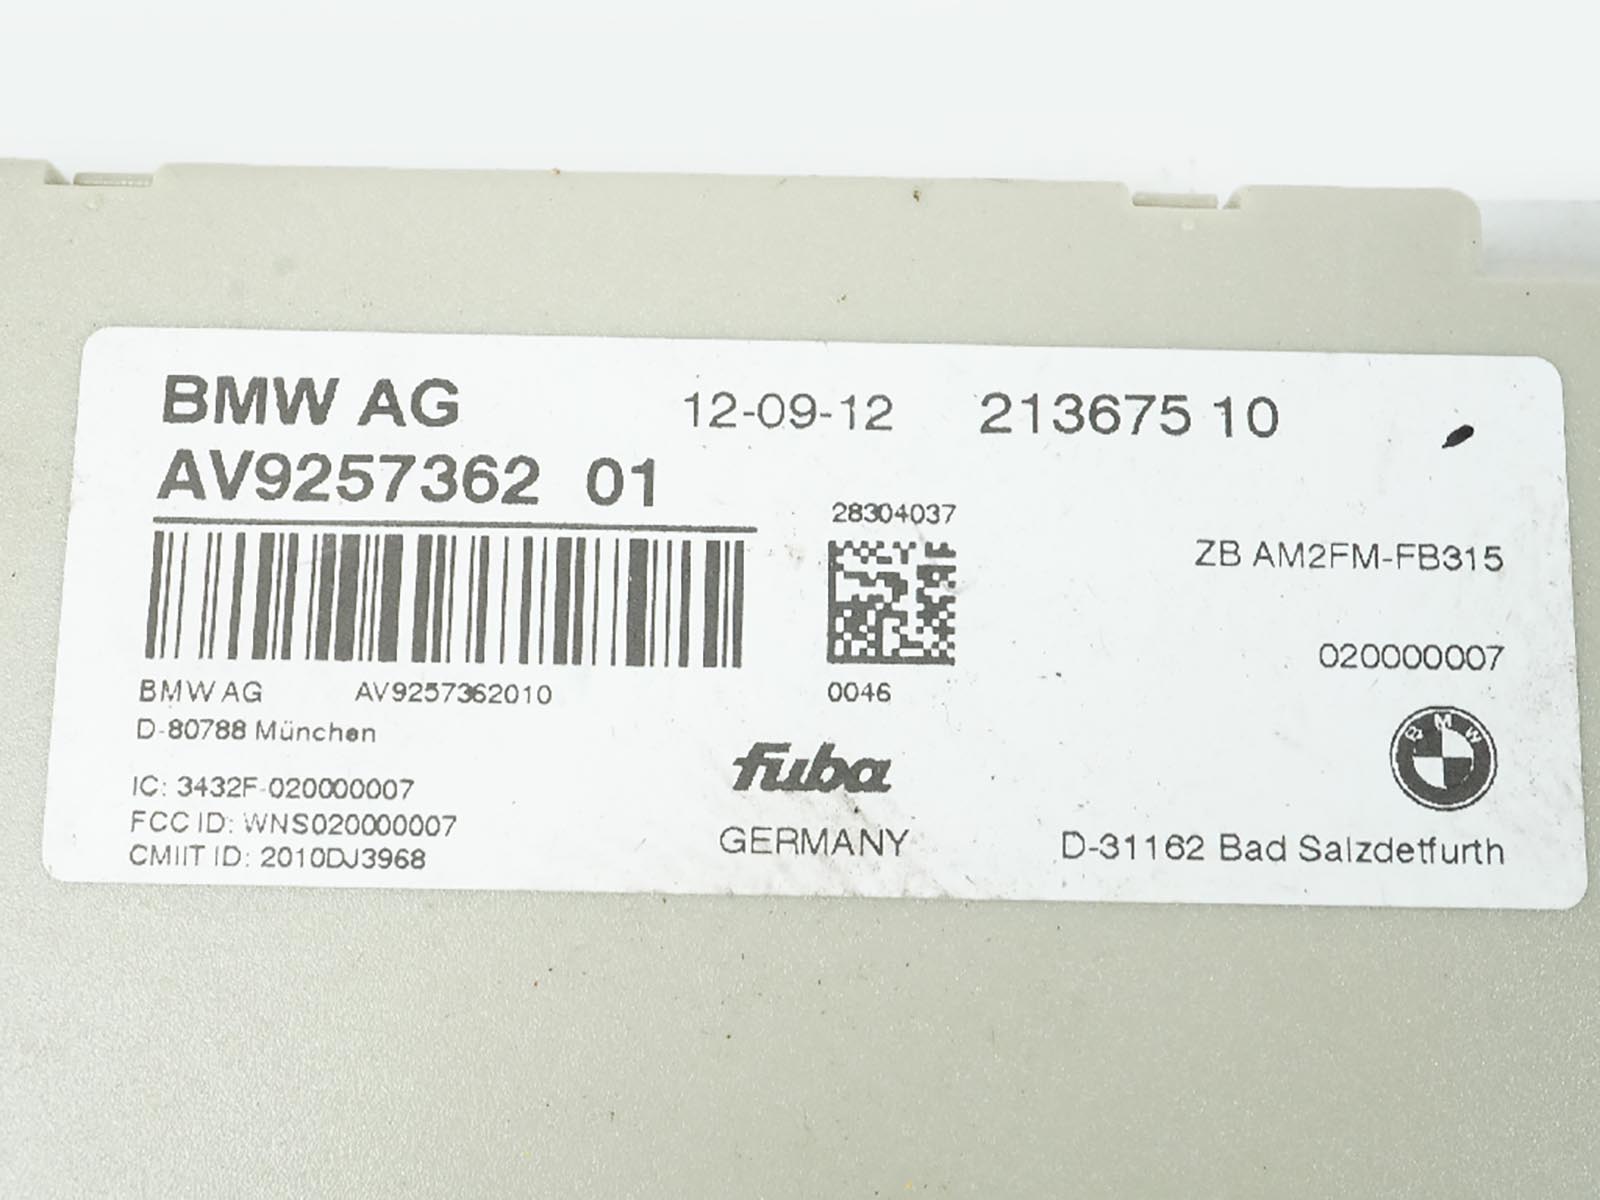 BMW AG 12-09-12 213675 10
AV9257362 01
28304037
ZB AM2FM-FB315
020000007
BMW AG AV9257362010 0046
D-80788 München
BMW
fuba
IC: 3432F-020000007
FCC ID: WNS020000007
GERMANY D-31162 Bad Salzdetfurth
CMIIT ID: 2010DJ3968